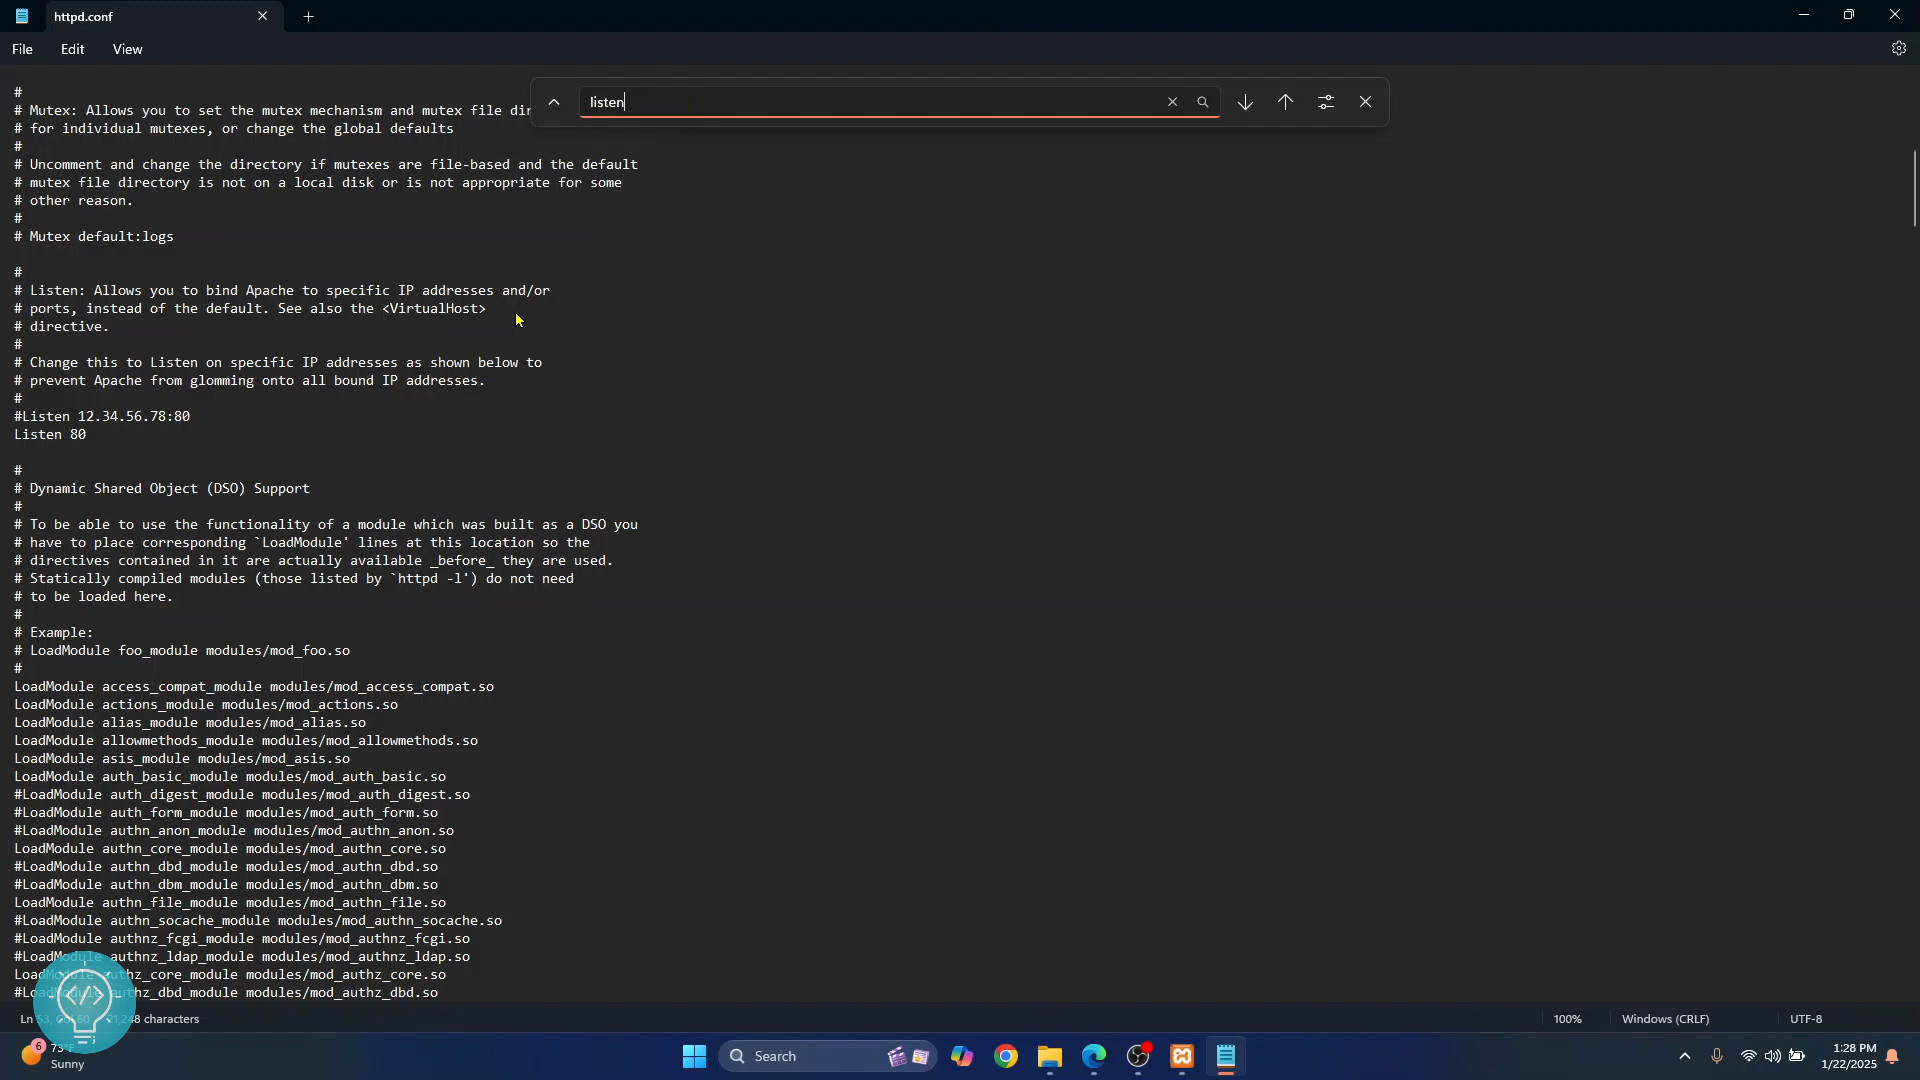 httpd.conf
File Edit View
listen
#
# Mutex: Allows you to set the mutex mechanism and mutex file dir
# for individual mutexes, or change the global defaults
#
# Uncomment and change the directory if mutexes are file-based and the default
# mutex file directory is not on a local disk or is not appropriate for some
# other reason.
#
# Mutex default:logs
#
# Listen: Allows you to bind Apache to specific IP addresses and/or
# ports, instead of the default. See also the <VirtualHost>
# directive.
#
# Change this to Listen on specific IP addresses as shown below to
# prevent Apache from glomming onto all bound IP addresses.
#
#Listen 12.34.56.78:80
Listen 80
#
# Dynamic Shared Object (DSO) Support
#
# To be able to use the functionality of a module which was built as a DSO you
# have to place corresponding `LoadModule' lines at this location so the
# directives contained in it are actually available _before_ they are used.
# Statically compiled modules (those listed by `httpd -l') do not need
# to be loaded here.
#
# Example:
# LoadModule foo_module modules/mod_foo.so
#
LoadModule access_compat_module modules/mod_access_compat.so
LoadModule actions_module modules/mod_actions.so
LoadModule alias_module modules/mod_alias.so
LoadModule allowmethods_module modules/mod_allowmethods.so
LoadModule asis_module modules/mod_asis.so
LoadModule auth_basic_module modules/mod_auth_basic.so
#LoadModule auth_digest_module modules/mod_auth_digest.so
#LoadModule auth_form_module modules/mod_auth_form.so
#LoadModule authn_anon_module modules/mod_authn_anon.so
LoadModule authn_core_module modules/mod_authn_core.so
#LoadModule authn_dbd_module modules/mod_authn_dbd.so
#LoadModule authn_dbm_module modules/mod_authn_dbm.so
LoadModule authn_file_module modules/mod_authn_file.so
#LoadModule authn_socache_module modules/mod_authn_socache.so
#LoadModule authnz_fcgi_module modules/mod_authnz_fcgi.so
#LoadModule authnz_ldap_module modules/mod_authnz_ldap.so
LoadModule authz_core_module modules/mod_authz_core.so
modules/mod_authz_dbd.so
Ln characters 100% Windows (CRLF) UTF-8
6 73°F
Sunny
Search
1:28 PM
1/22/2025